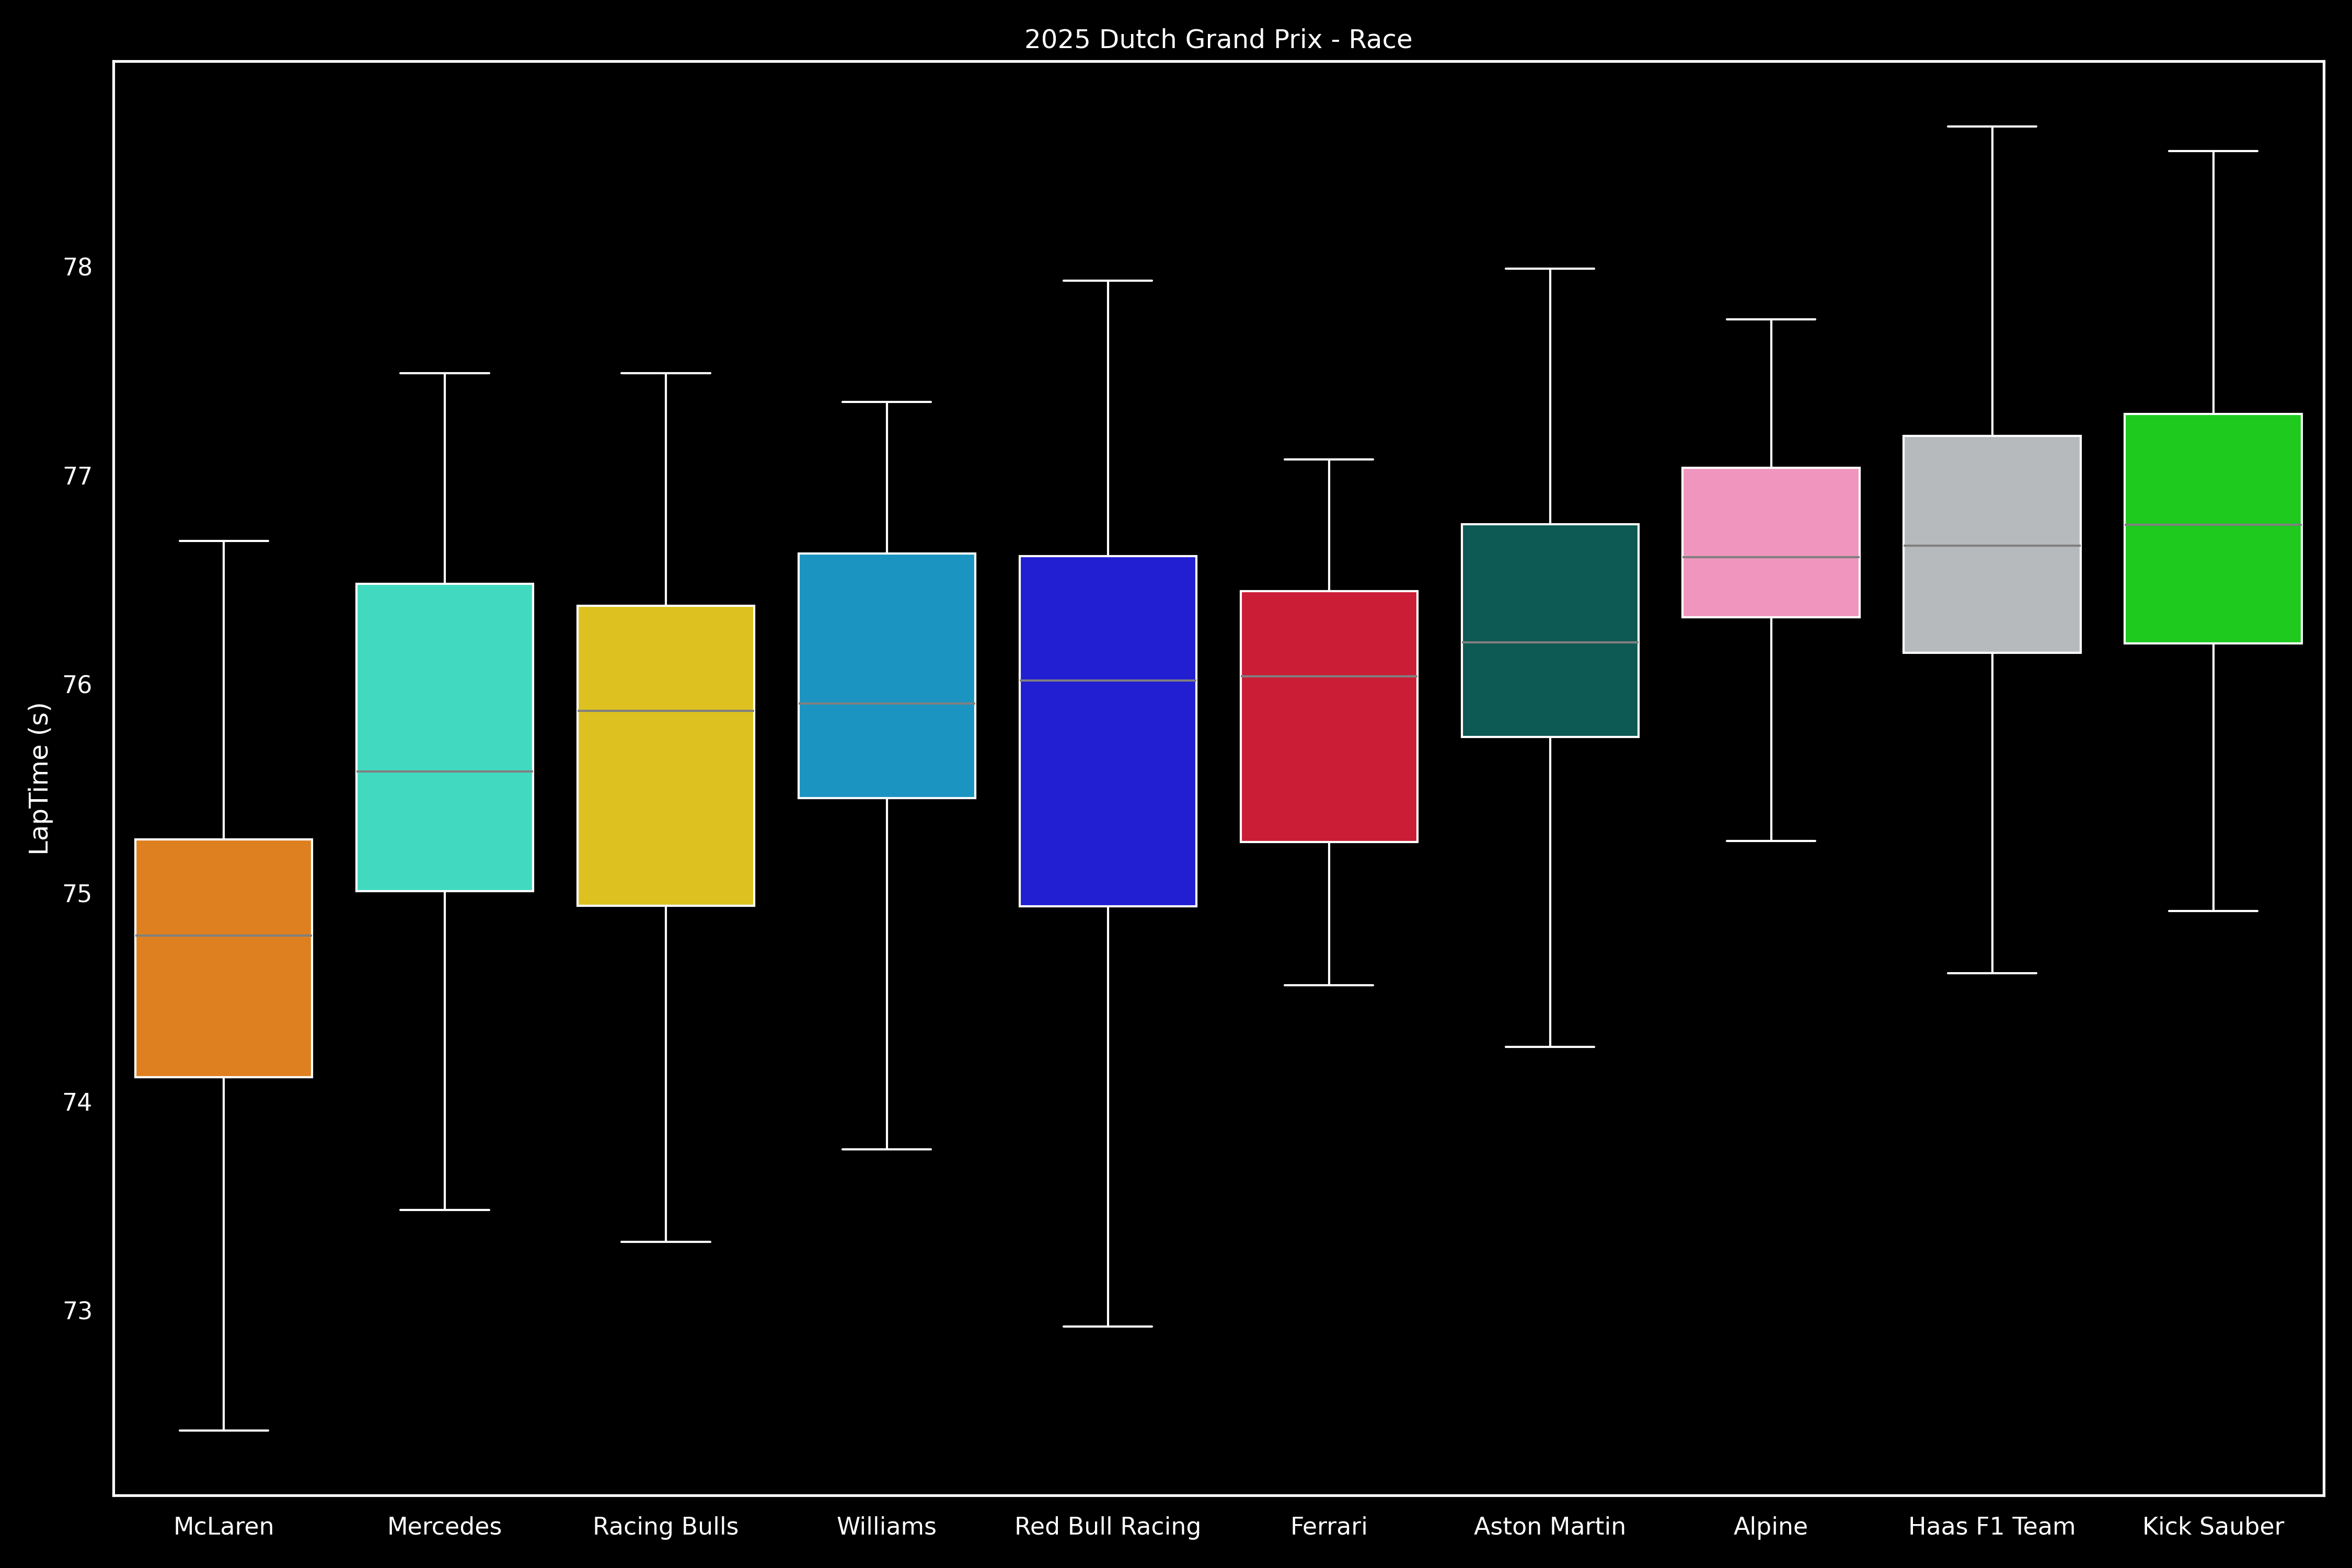 2025 Dutch Grand Prix - Race
LapTime (s)
78
77
76
75
74
73
McLaren
Mercedes
Racing Bulls
Williams
Red Bull Racing
Ferrari
Aston Martin
Alpine
Haas F1 Team
Kick Sauber